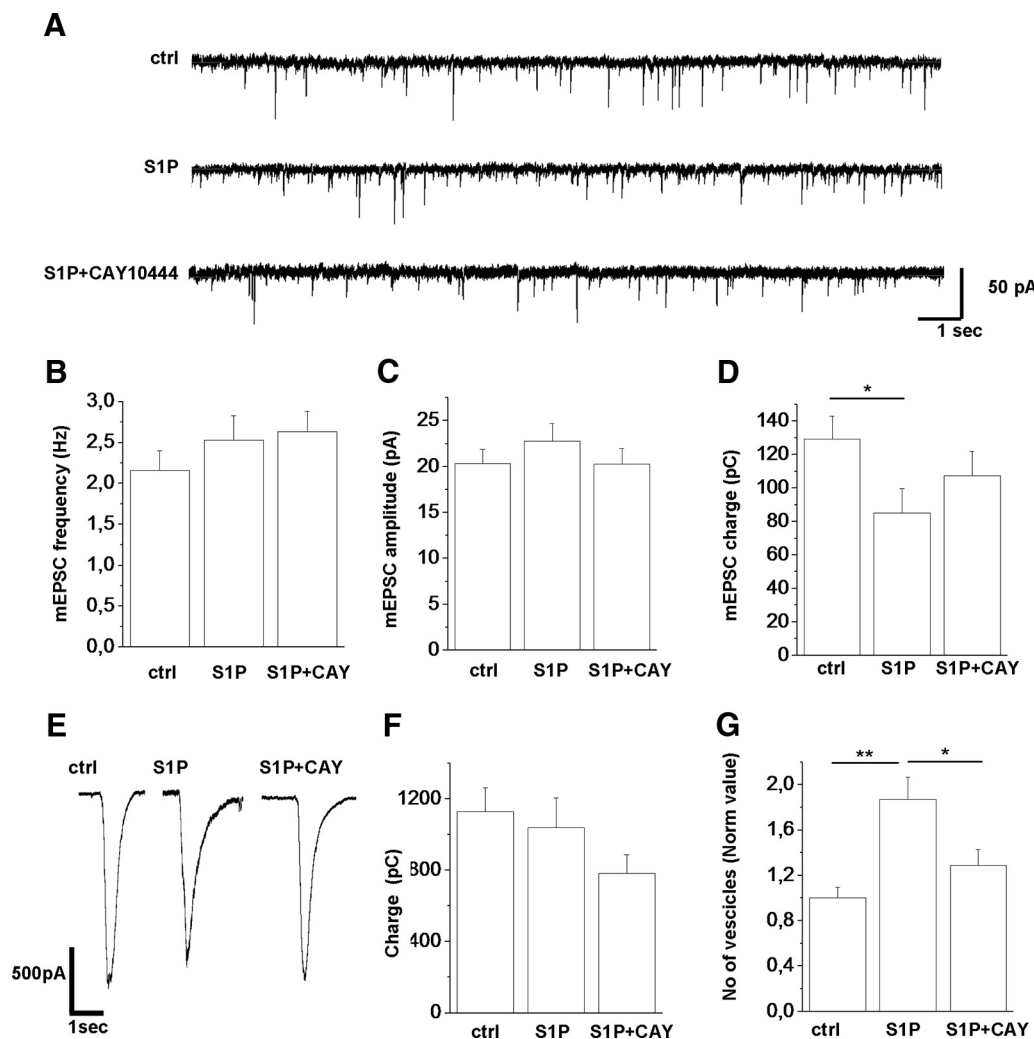 A
ctrl
S1P
S1P+CAY10444
50 pA
1 sec
B
mEPSC frequency (Hz)
3,0
2,5
2,0
1,5
1,0
0,5
0,0
ctrl S1P S1P+CAY
C
mEPSC amplitude (pA)
25
20
15
10
5
0
ctrl S1P S1P+CAY
D
*
mEPSC charge (pC)
140
120
100
80
60
40
20
0
ctrl S1P S1P+CAY
E
ctrl S1P S1P+CAY
500pA
1sec
F
Charge (pC)
1200
800
400
0
ctrl S1P S1P+CAY
G
** *
No of vescicles (Norm value)
2,0
1,6
1,2
0,8
0,4
0,0
ctrl S1P S1P+CAY